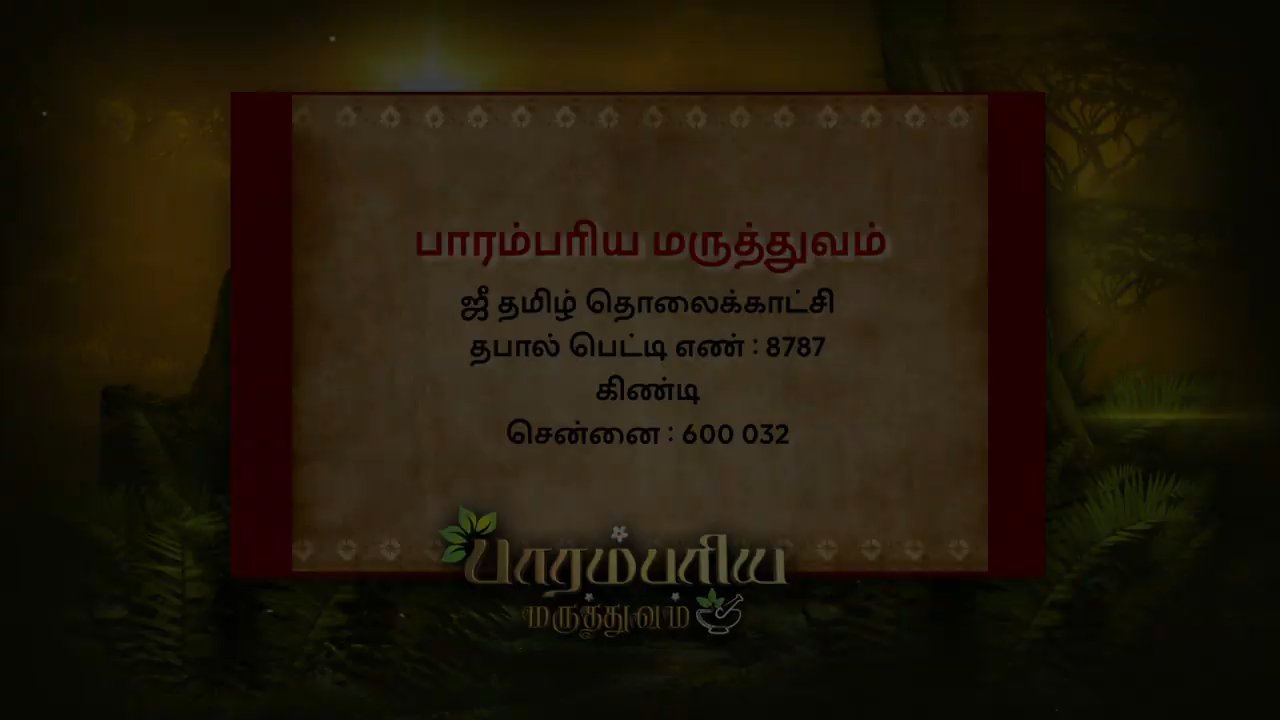 பாரம்பரிய மருத்துவம்
ஜீ தமிழ் தொலைக்காட்சி
தபால் பெட்டி எண் : 8787
கிண்டி
சென்னை : 600 032
பாரம்பரிய
மருத்துவம்